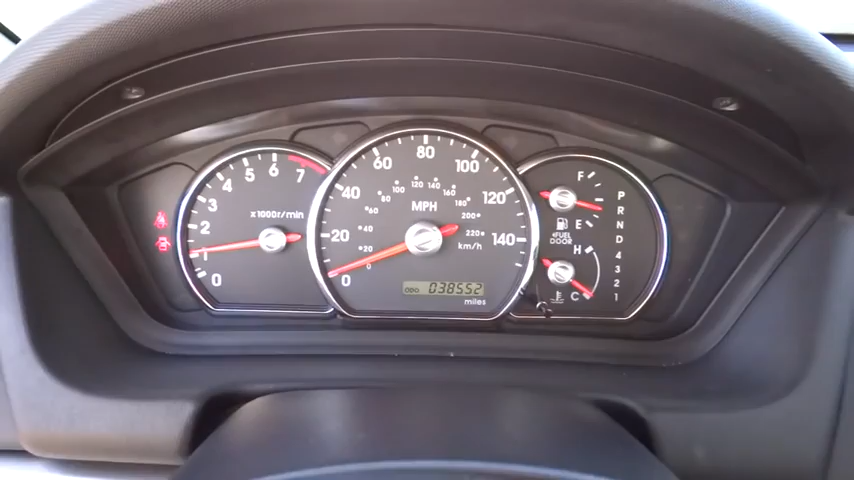 0 1 2 3 4 5 6 7
x1000r/min
0 20 40 60 80 100 120 140
MPH
0 20 40 60 80 100 120 140 160 180 200 220
km/h
ODO 038552
miles
F
E
FUEL
DOOR
H
C
P
R
N
D
4
3
2
1